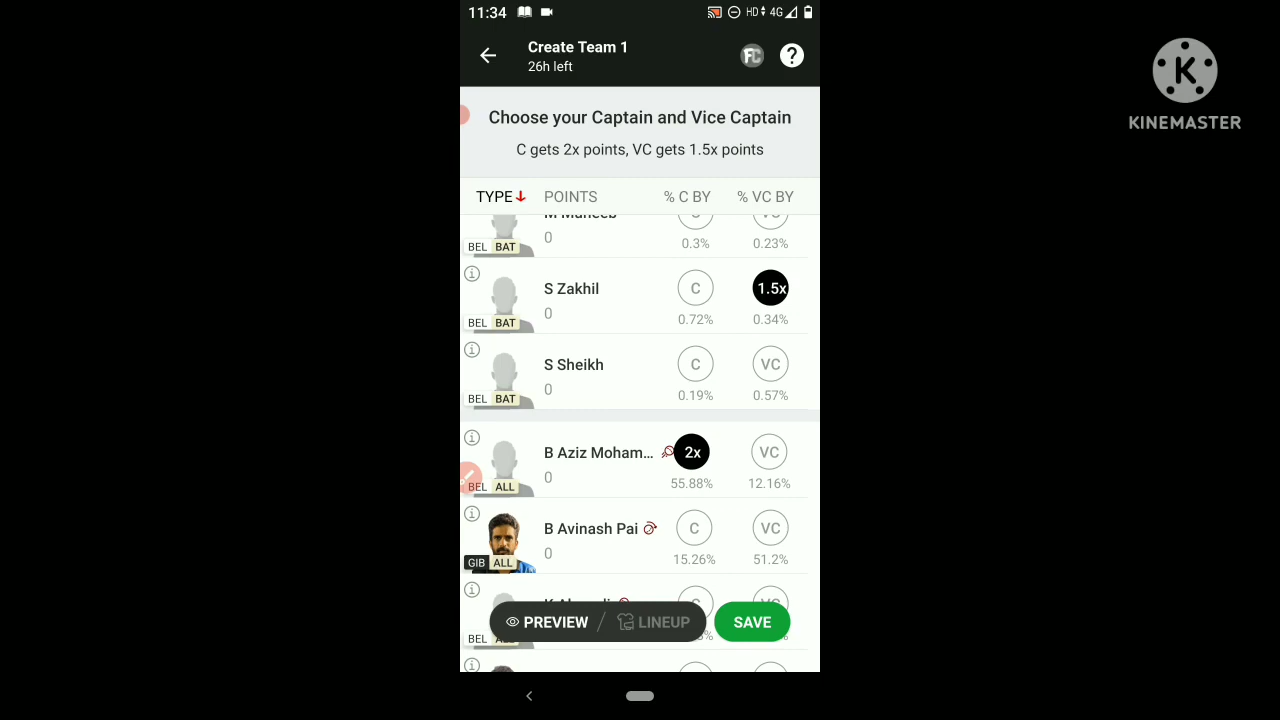 11:34 HD 4G
K
KINEMASTER
Create Team 1
26h left
FC ?
Choose your Captain and Vice Captain
C gets 2x points, VC gets 1.5x points
TYPE POINTS % C BY % VC BY
M Muneeb C VC
0 0.3% 0.23%
BEL BAT
S Zakhil C 1.5x
0 0.72% 0.34%
BEL BAT
S Sheikh C VC
0 0.19% 0.57%
BEL BAT
B Aziz Moham... 2x VC
0 55.88% 12.16%
BEL ALL
B Avinash Pai C VC
0 15.26% 51.2%
GIB ALL
C VC
PREVIEW / LINEUP SAVE
BEL ALL